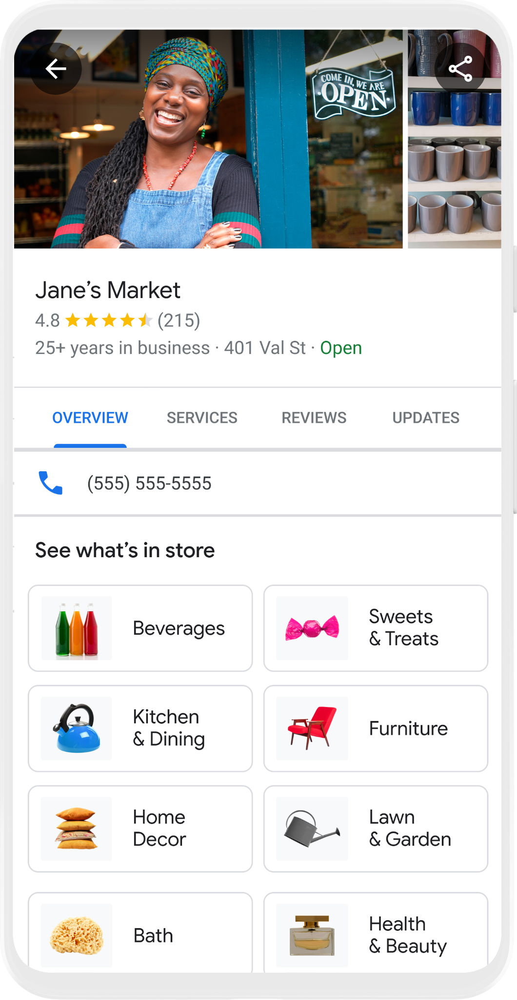 COME IN, WE ARE
OPEN
Jane’s Market
4.8 (215)
25+ years in business · 401 Val St · Open
OVERVIEW SERVICES REVIEWS UPDATES
(555) 555-5555
See what’s in store
Beverages
Sweets
& Treats
Kitchen
& Dining
Furniture
Home
Decor
Lawn
& Garden
Bath
Health
& Beauty